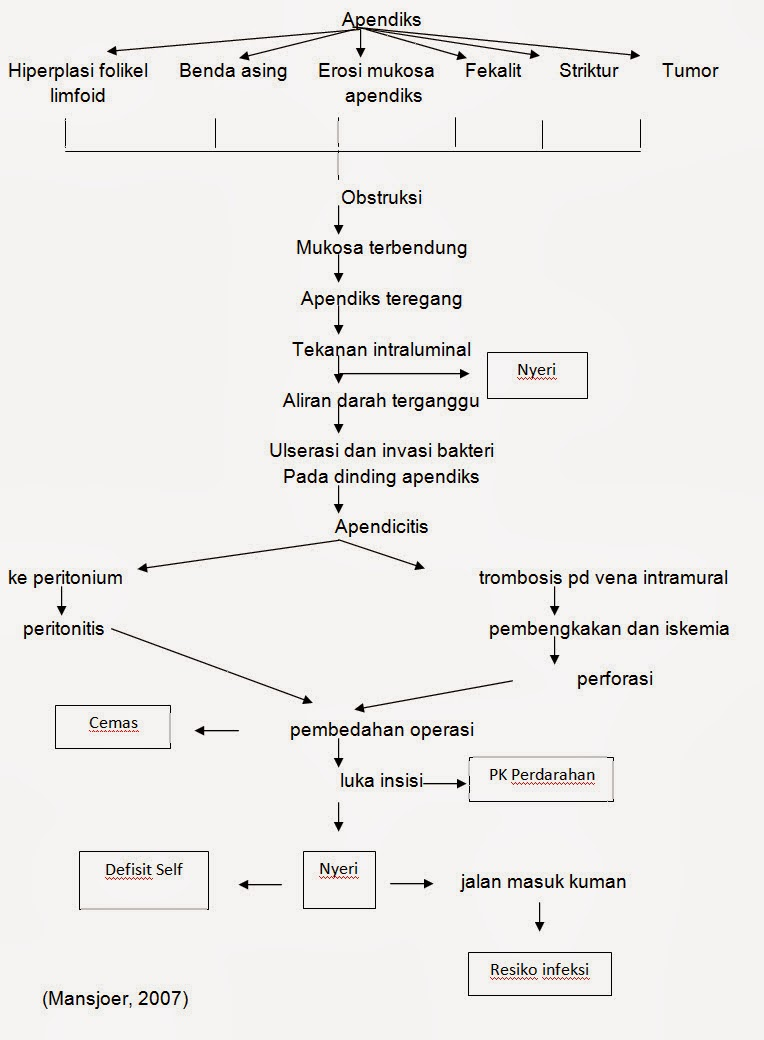 Apendiks
Hiperplasi folikel
limfoid
Benda asing
Erosi mukosa
apendiks
Fekalit
Striktur
Tumor
Obstruksi
Mukosa terbendung
Apendiks teregang
Tekanan intraluminal
Nyeri
Aliran darah terganggu
Ulserasi dan invasi bakteri
Pada dinding apendiks
Apendicitis
ke peritonium
trombosis pd vena intramural
peritonitis
pembengkakan dan iskemia
perforasi
Cemas
pembedahan operasi
luka insisi
PK Perdarahan
Defisit Self
Nyeri
jalan masuk kuman
Resiko infeksi
(Mansjoer, 2007)